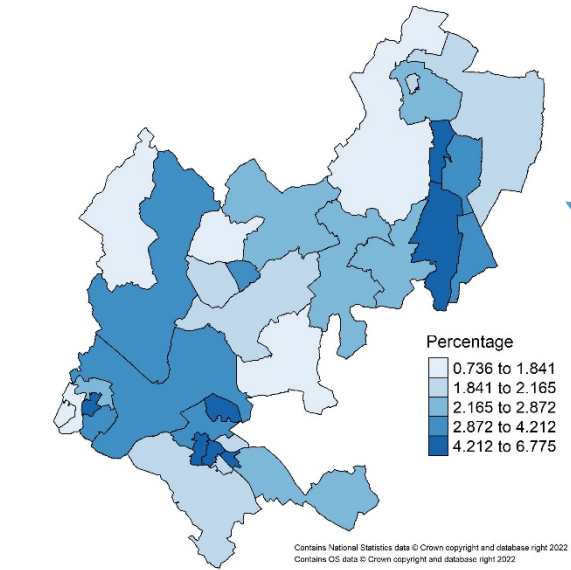 Percentage
0.736 to 1.841
1.841 to 2.165
2.165 to 2.872
2.872 to 4.212
4.212 to 6.775
Contains National Statistics data © Crown copyright and database right 2022
Contains OS data © Crown copyright and database right 2022